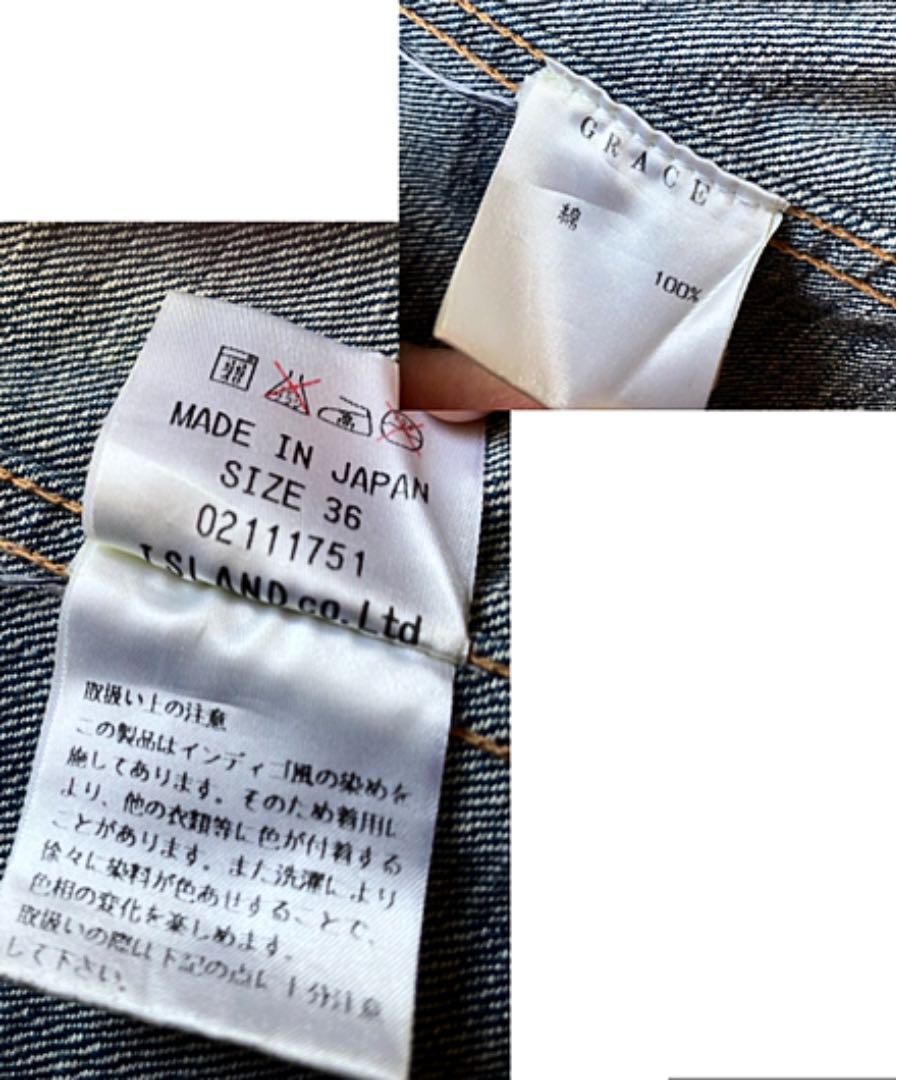 GRACE
綿
100%
高
MADE IN JAPAN
SIZE 36
02111751
ISLAND co.Ltd
取扱い上の注意
この製品はインディゴ風の染めを
施してあります。そのため着用に
より、他の衣類等に色が付着する
ことがあります。また洗濯により
徐々に染料が色あせすることで、
色相の変化を楽しめます。
取扱いの際は下記の点に十分注意
して下さい。